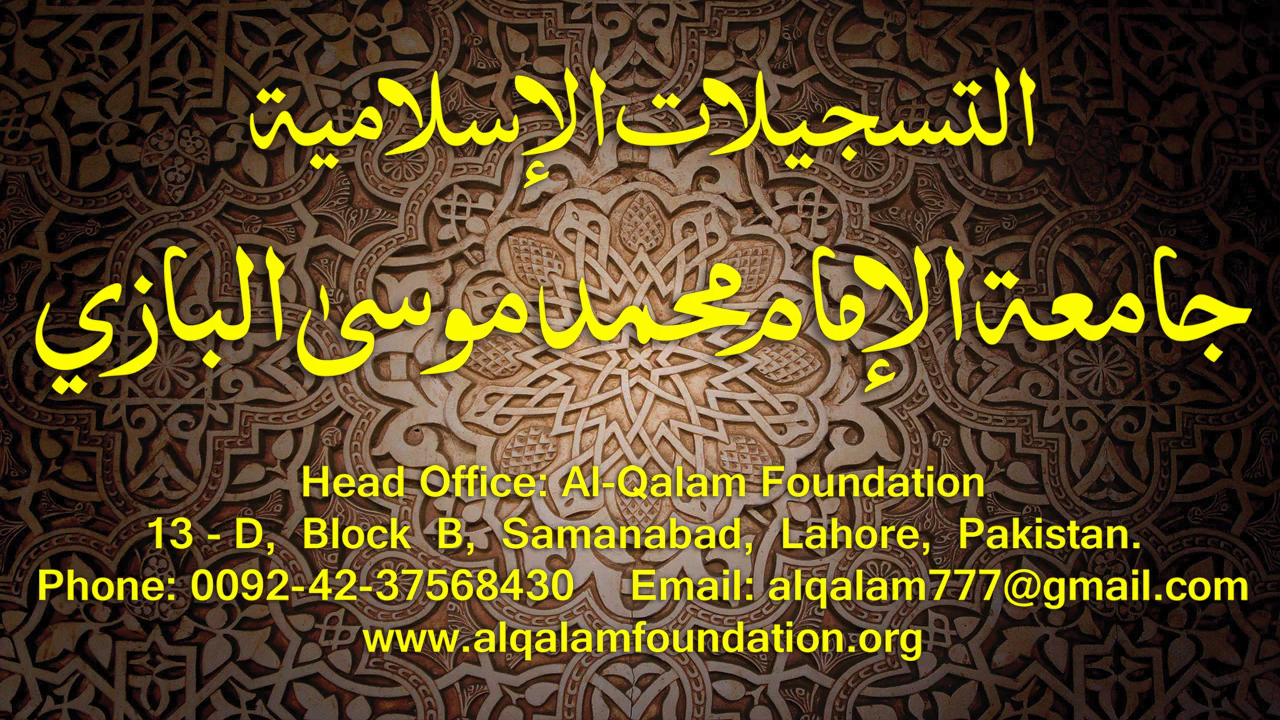 التسجيلات الإسلامية
جامعة الإمام محمد موسى البازي
Head Office: Al-Qalam Foundation
13 - D, Block B, Samanabad, Lahore, Pakistan.
Phone: 0092-42-37568430 Email: alqalam777@gmail.com
www.alqalamfoundation.org